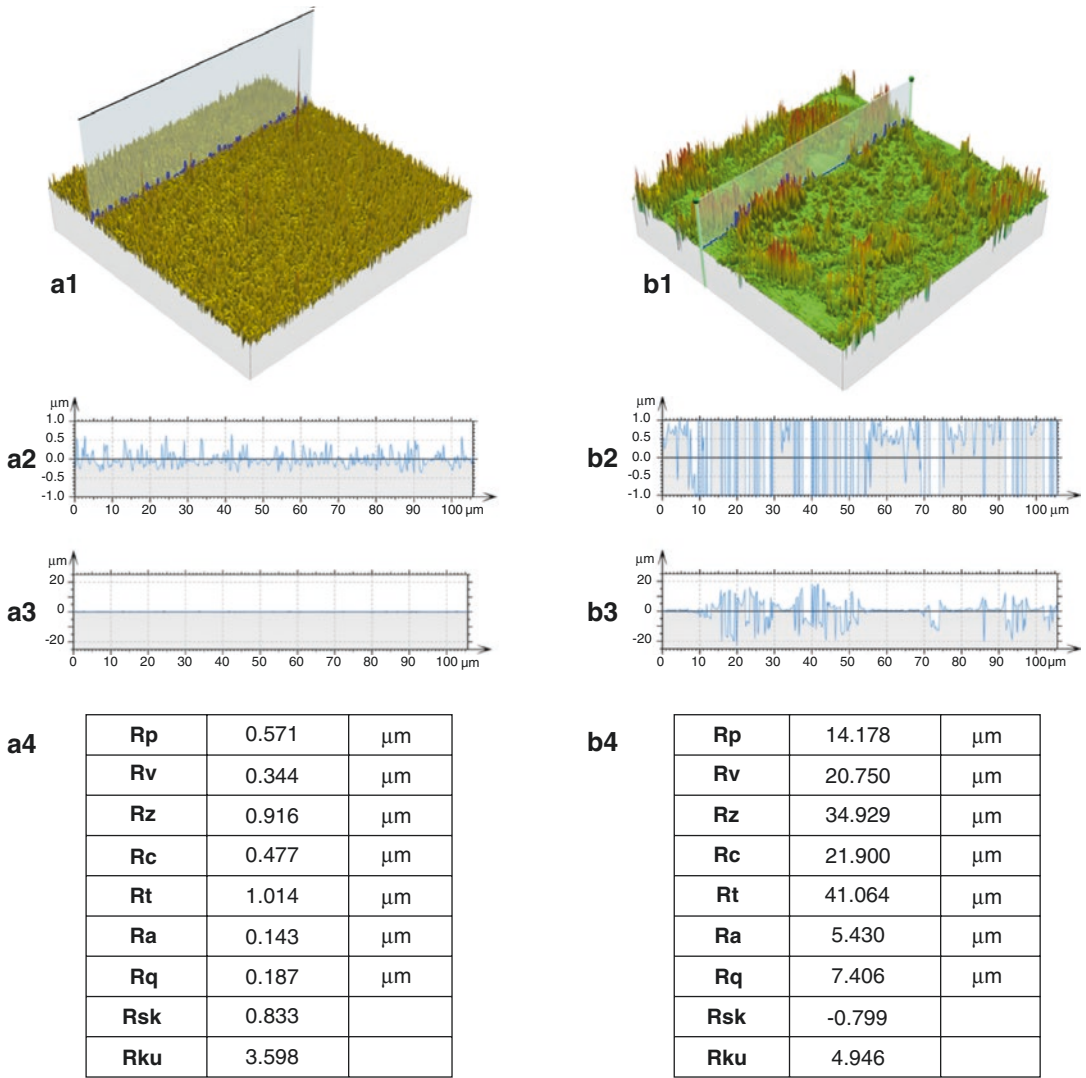 a1
b1
a2
µm
1.0
0.5
0.0
-0.5
-1.0
0 10 20 30 40 50 60 70 80 90 100 µm
b2
µm
1.0
0.5
0.0
-0.5
-1.0
0 10 20 30 40 50 60 70 80 90 100 µm
a3
µm
20
0
-20
0 10 20 30 40 50 60 70 80 90 100 µm
b3
µm
20
0
-20
0 10 20 30 40 50 60 70 80 90 100µm
a4
Rp 0.571 µm
Rv 0.344 µm
Rz 0.916 µm
Rc 0.477 µm
Rt 1.014 µm
Ra 0.143 µm
Rq 0.187 µm
Rsk 0.833
Rku 3.598
b4
Rp 14.178 µm
Rv 20.750 µm
Rz 34.929 µm
Rc 21.900 µm
Rt 41.064 µm
Ra 5.430 µm
Rq 7.406 µm
Rsk -0.799
Rku 4.946